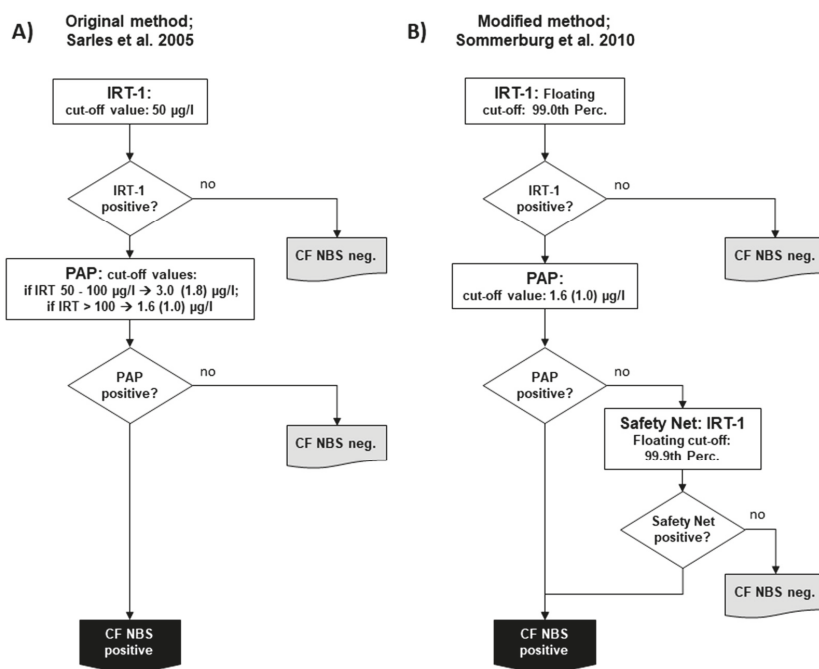 A)
Original method;
Sarles et al. 2005
IRT-1:
cut-off value: 50 µg/l
IRT-1
positive?
no
CF NBS neg.
PAP: cut-off values:
if IRT 50 - 100 µg/l → 3.0 (1.8) µg/l;
if IRT > 100 → 1.6 (1.0) µg/l
PAP
positive?
no
CF NBS neg.
CF NBS
positive
B)
Modified method;
Sommerburg et al. 2010
IRT-1: Floating
cut-off: 99.0th Perc.
IRT-1
positive?
no
CF NBS neg.
PAP:
cut-off value: 1.6 (1.0) µg/l
PAP
positive?
no
Safety Net: IRT-1
Floating cut-off:
99.9th Perc.
Safety Net
positive?
no
CF NBS neg.
CF NBS
positive